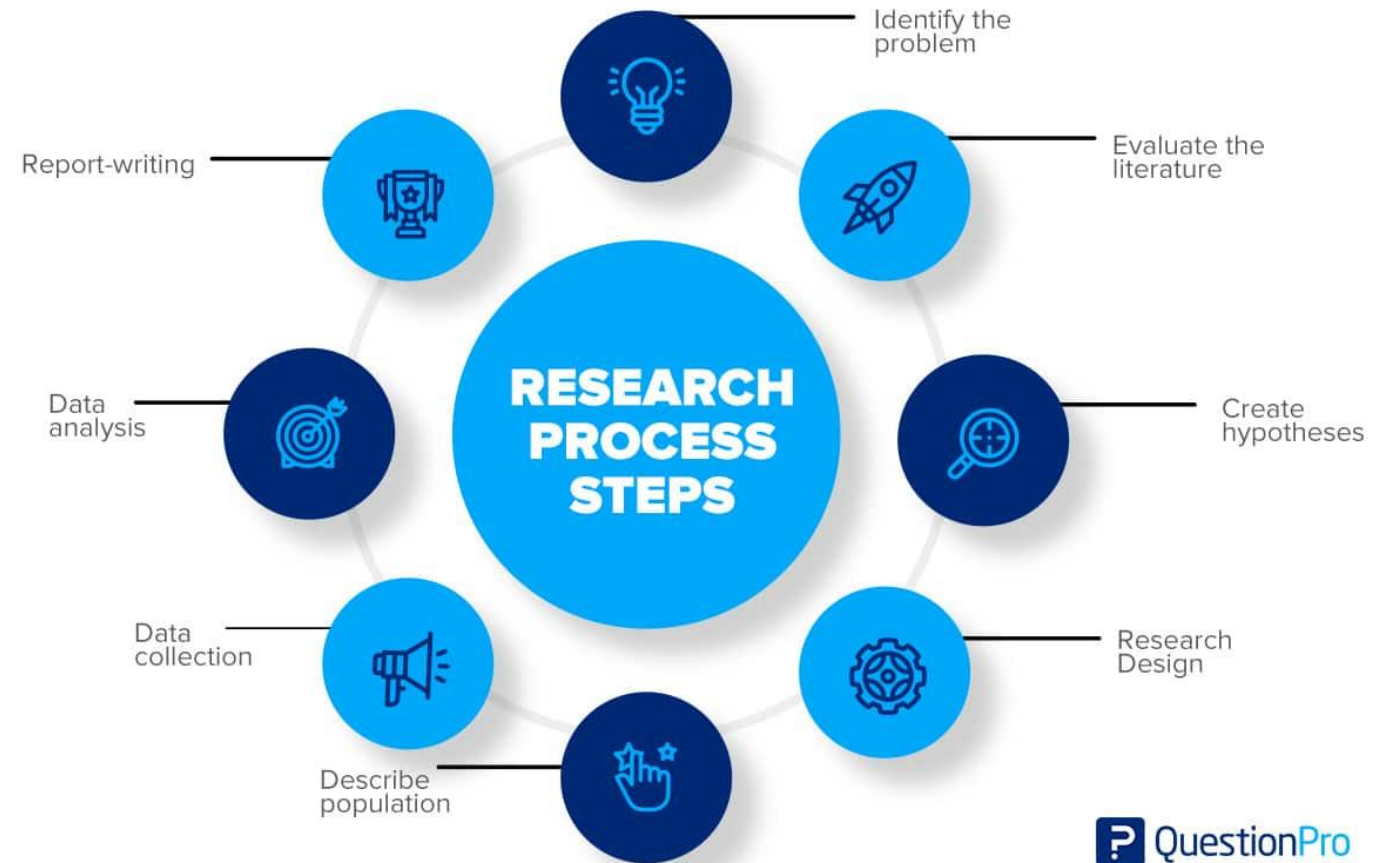 Identify the
problem
Evaluate the
literature
Create
hypotheses
Research
Design
Describe
population
Data
collection
Data
analysis
Report-writing
RESEARCH
PROCESS
STEPS
QuestionPro